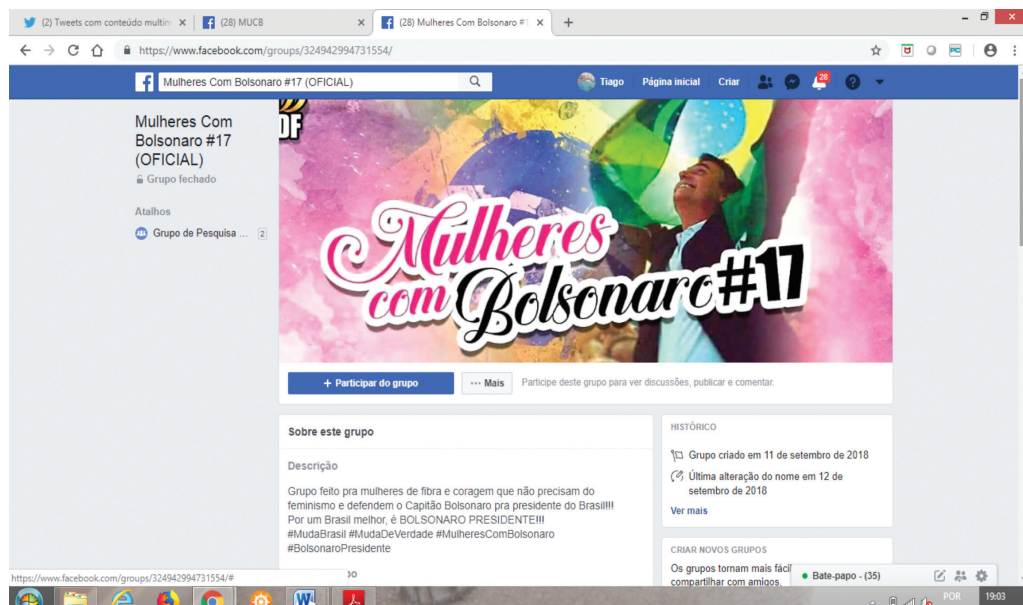 (2) Tweets com conteúdo multim
(28) MUCB
(28) Mulheres Com Bolsonaro #1
https://www.facebook.com/groups/324942994731554/
Mulheres Com Bolsonaro #17 (OFICIAL)
Tiago
Página inicial
Criar
28
Mulheres Com
Bolsonaro #17
(OFICIAL)
Grupo fechado
Atalhos
Grupo de Pesquisa ... 2
DF
Mulheres
com Bolsonaro#17
+ Participar do grupo
··· Mais
Participe deste grupo para ver discussões, publicar e comentar.
Sobre este grupo
Descrição
Grupo feito pra mulheres de fibra e coragem que não precisam do
feminismo e defendem o Capitão Bolsonaro pra presidente do Brasil!!!
Por um Brasil melhor, é BOLSONARO PRESIDENTE!!!
#MudaBrasil #MudaDeVerdade #MulheresComBolsonaro
#BolsonaroPresidente
HISTÓRICO
Grupo criado em 11 de setembro de 2018
Última alteração do nome em 12 de
setembro de 2018
Ver mais
CRIAR NOVOS GRUPOS
Os grupos tornam mais fácil
compartilhar com amigos,
Bate-papo - (35)
https://www.facebook.com/groups/324942994731554/#
POR
19:03